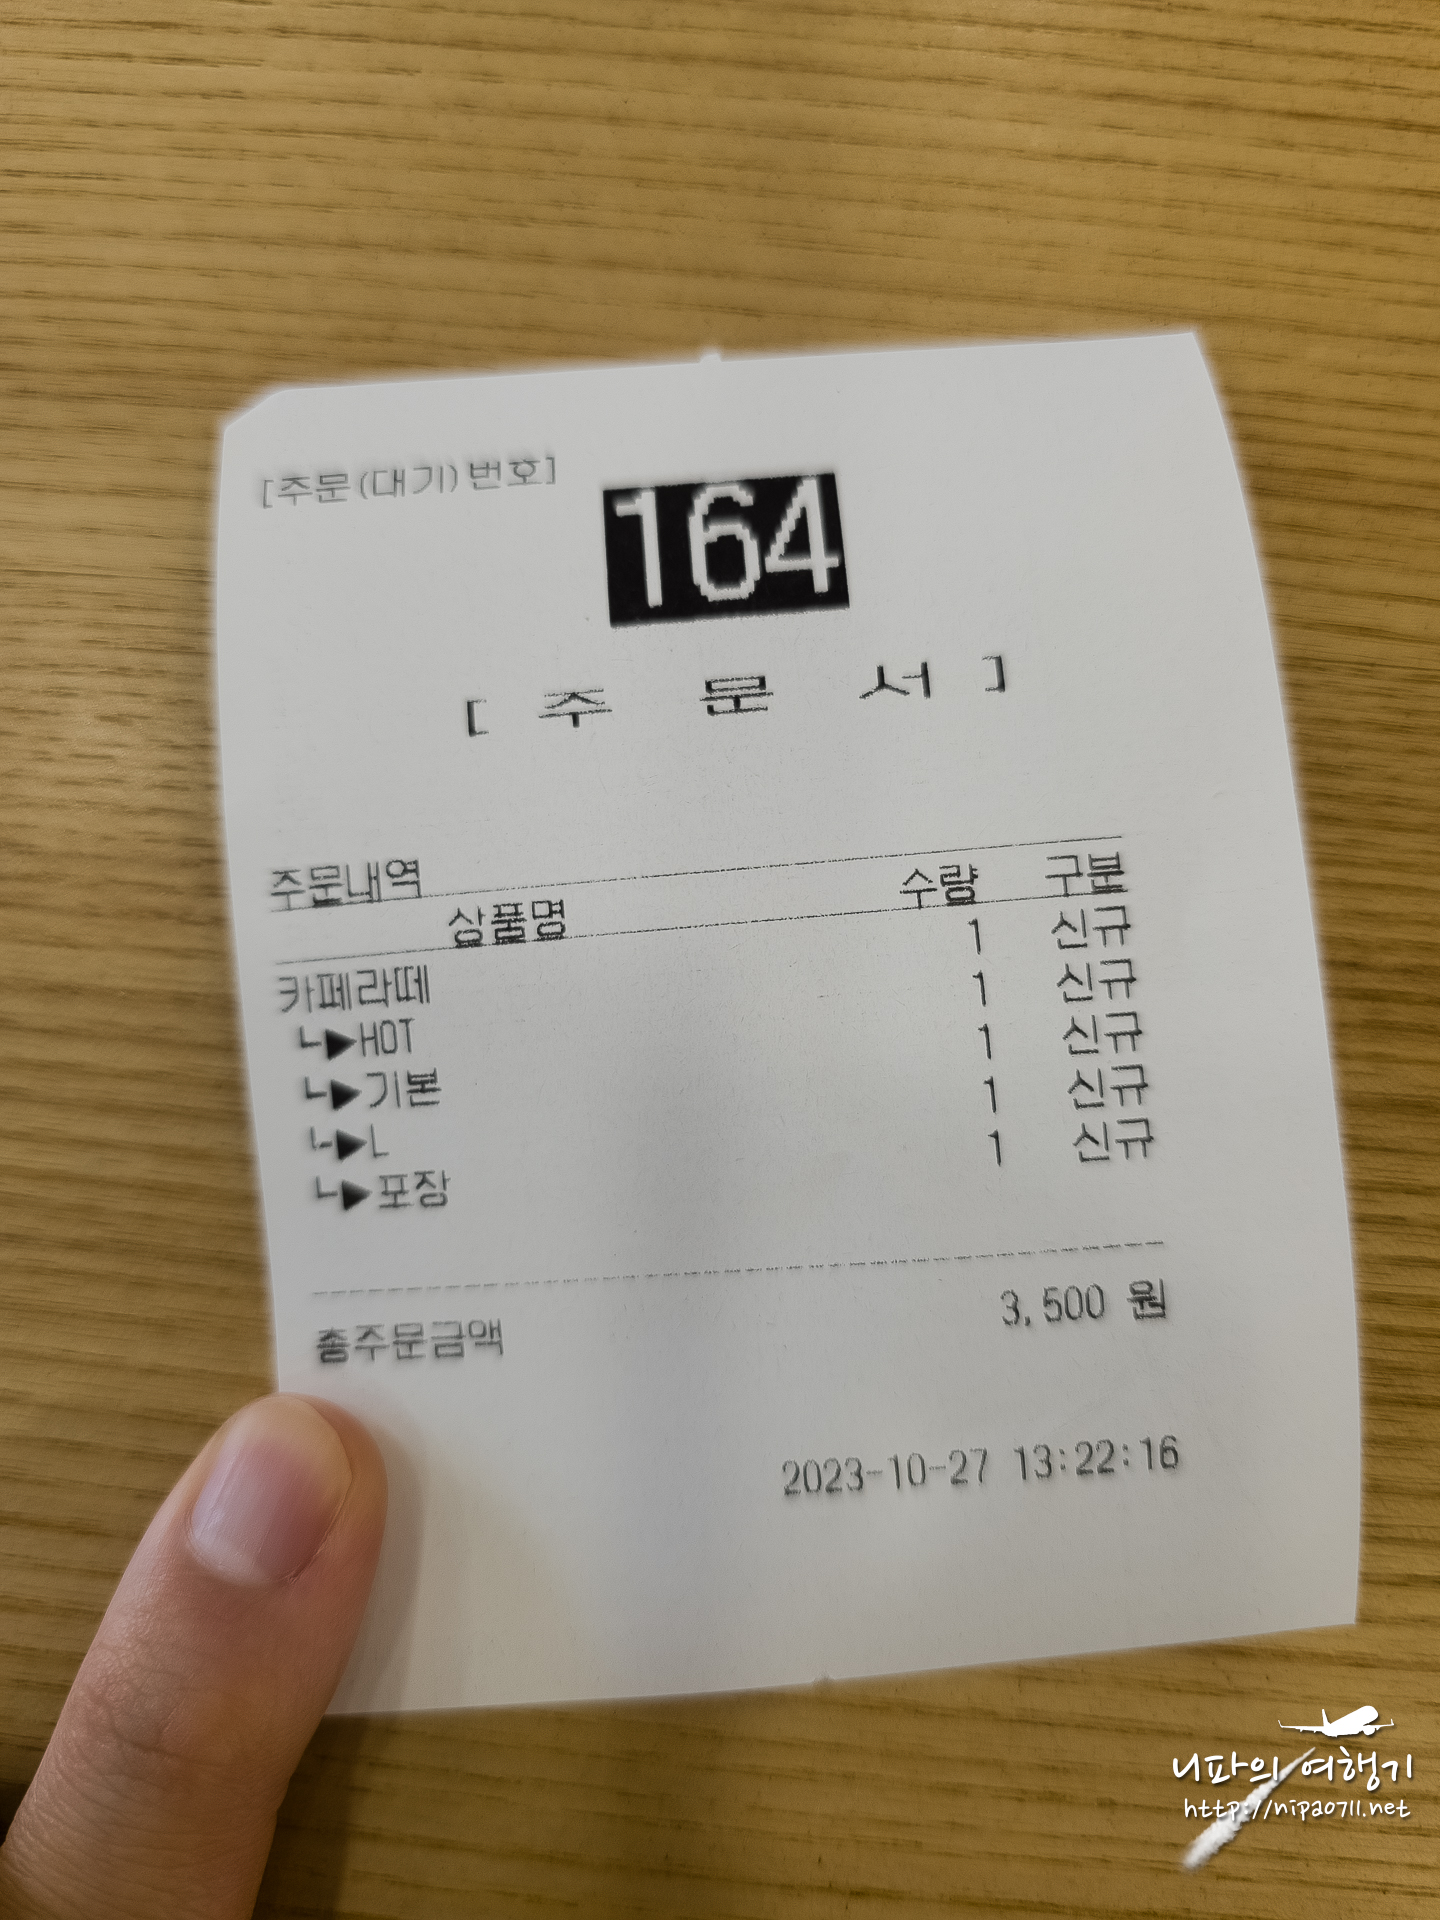 [주문(대기)번호]
164
[ 주 문 서 ]
주문내역
상품명 수량 구분
카페라떼 1 신규
└▶HOT 1 신규
└▶기본 1 신규
└▶L 1 신규
└▶포장 1 신규
총주문금액 3,500 원
2023-10-27 13:22:16
니파의 여행기
http://nipa0711.net